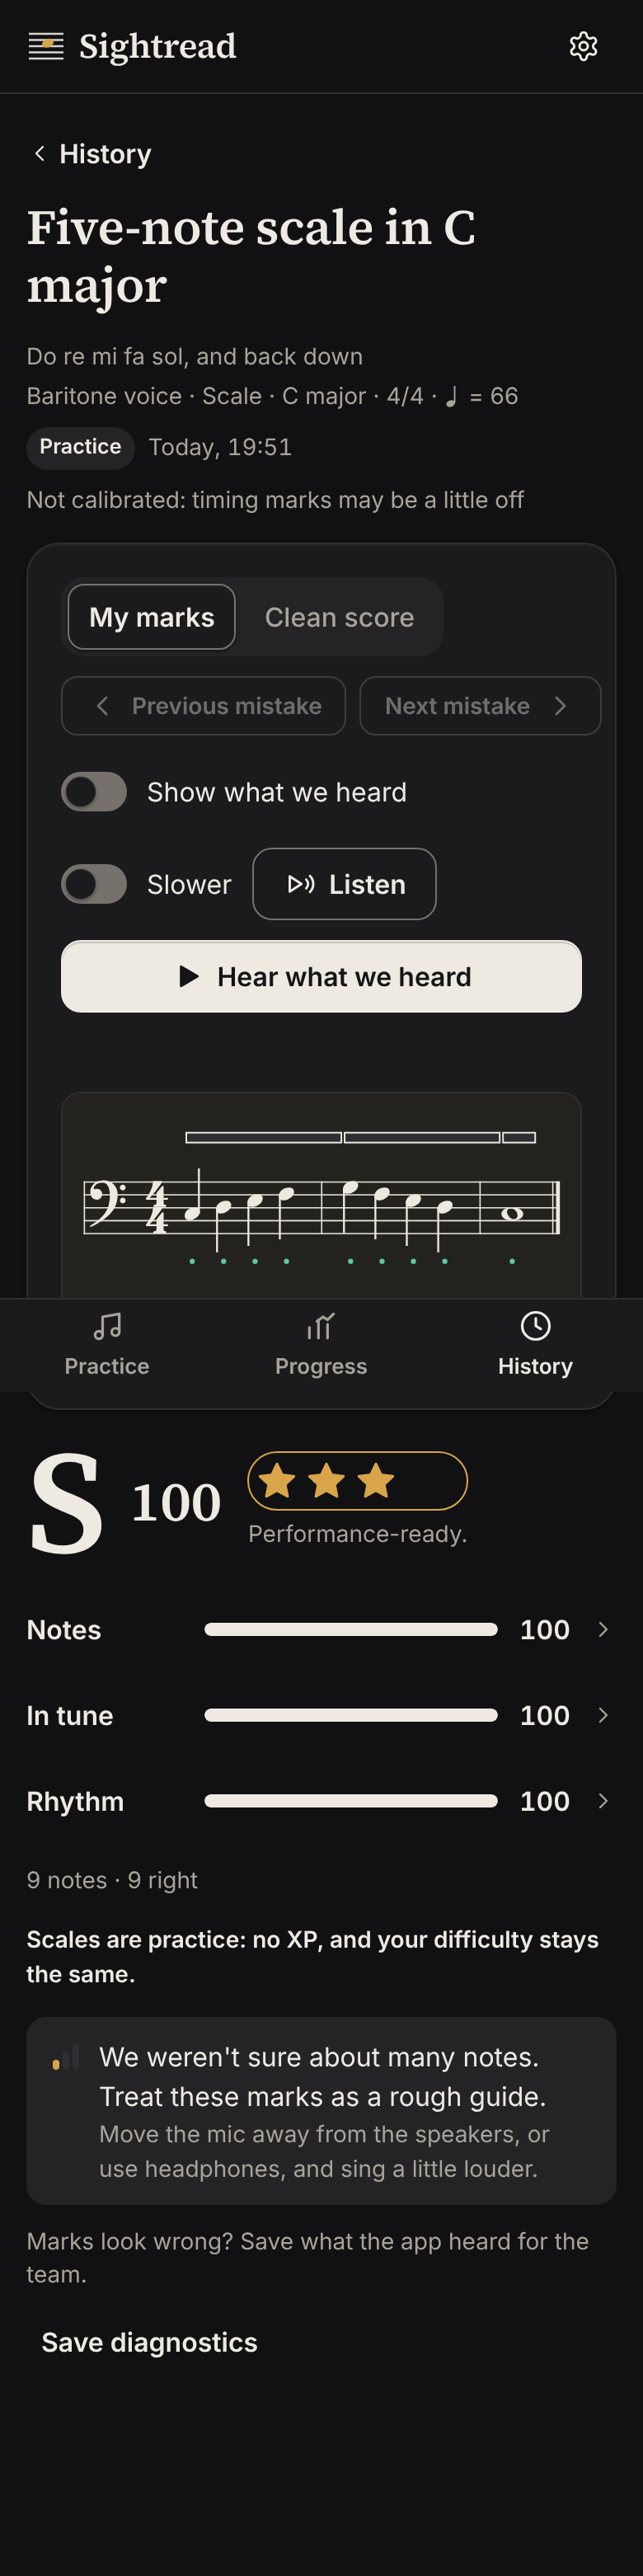 Sightread
History
Five-note scale in C
major
Do re mi fa sol, and back down
Baritone voice · Scale · C major · 4/4 · ♩ = 66
Practice Today, 19:51
Not calibrated: timing marks may be a little off
My marks Clean score
Previous mistake Next mistake
Show what we heard
Slower Listen
Hear what we heard
4
4
Practice Progress History
S 100
Performance-ready.
Notes 100
In tune 100
Rhythm 100
9 notes · 9 right
Scales are practice: no XP, and your difficulty stays
the same.
We weren't sure about many notes.
Treat these marks as a rough guide.
Move the mic away from the speakers, or
use headphones, and sing a little louder.
Marks look wrong? Save what the app heard for the
team.
Save diagnostics